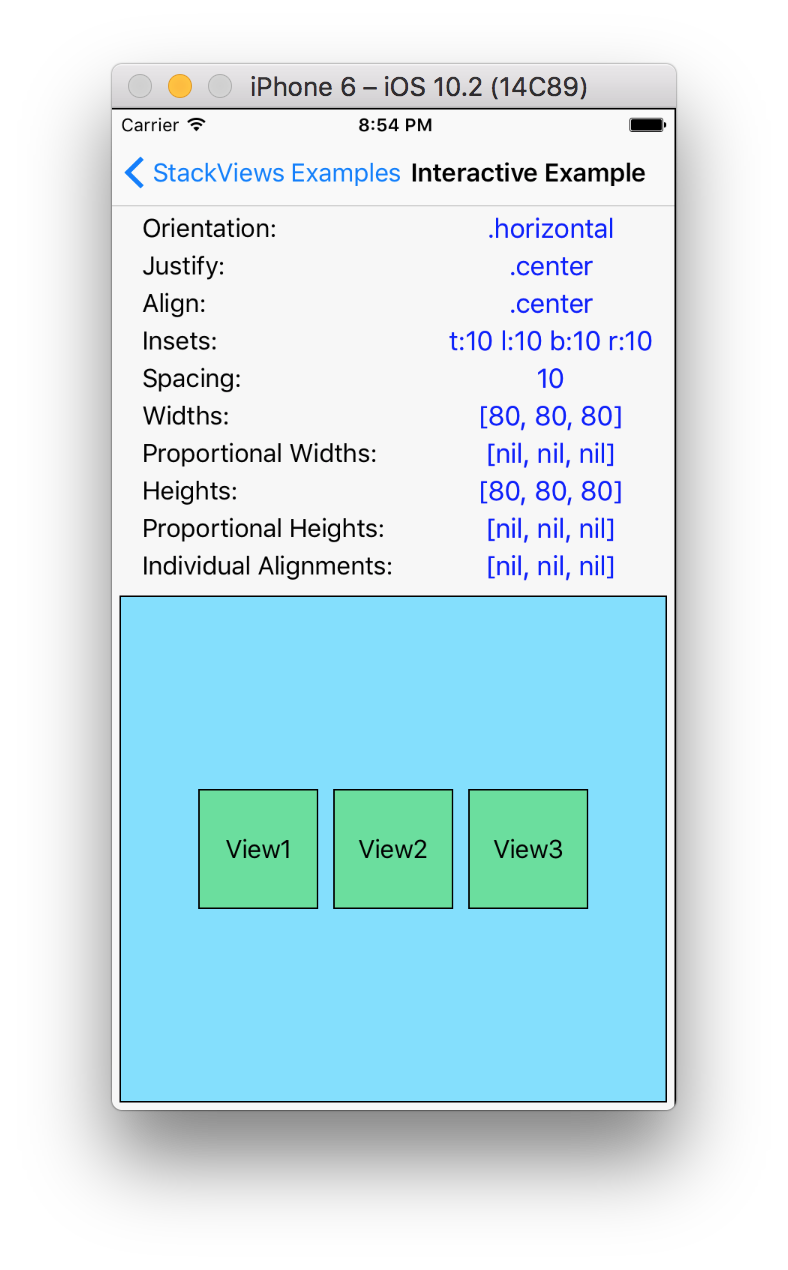 iPhone 6 – iOS 10.2 (14C89)
Carrier 8:54 PM
StackViews Examples Interactive Example
Orientation: .horizontal
Justify: .center
Align: .center
Insets: t:10 l:10 b:10 r:10
Spacing: 10
Widths: [80, 80, 80]
Proportional Widths: [nil, nil, nil]
Heights: [80, 80, 80]
Proportional Heights: [nil, nil, nil]
Individual Alignments: [nil, nil, nil]
View1 View2 View3